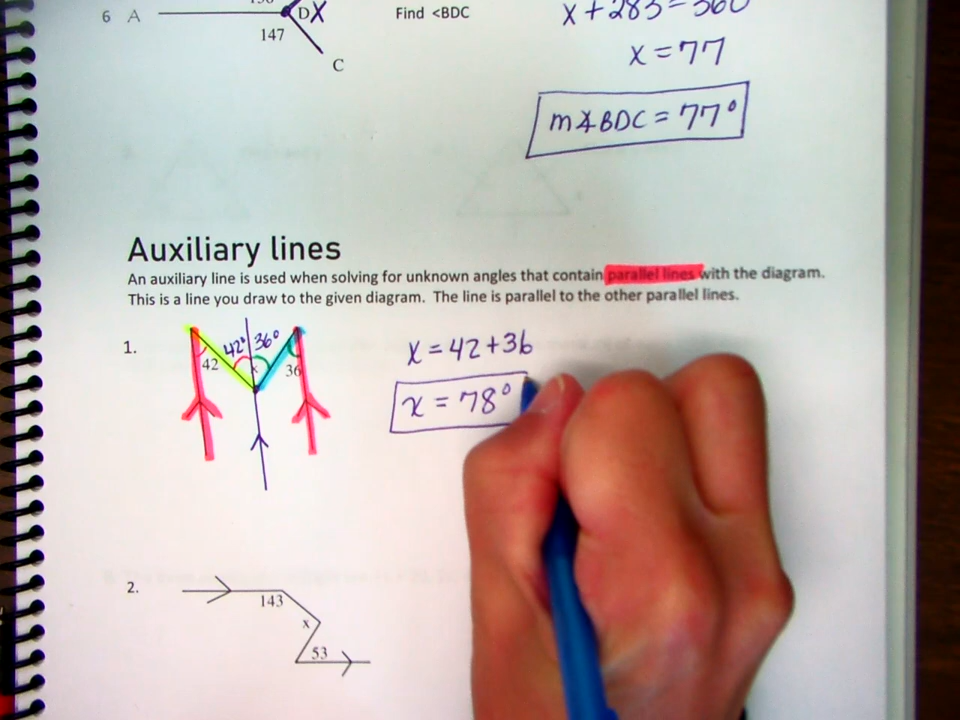 x + 283 = 360
6 A DX Find <BDC
147
C
x = 77
m∡BDC = 77°
Auxiliary lines
An auxiliary line is used when solving for unknown angles that contain parallel lines with the diagram.
This is a line you draw to the given diagram. The line is parallel to the other parallel lines.
1. 42° 36° x = 42+36
42 x 36
x = 78°
2.
143
x
53